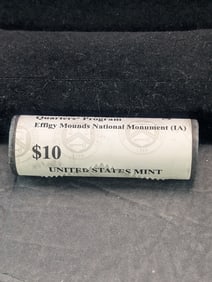 Quarters® Program
Effigy Mounds National Monument (IA)
$10
UNITED STATES MINT